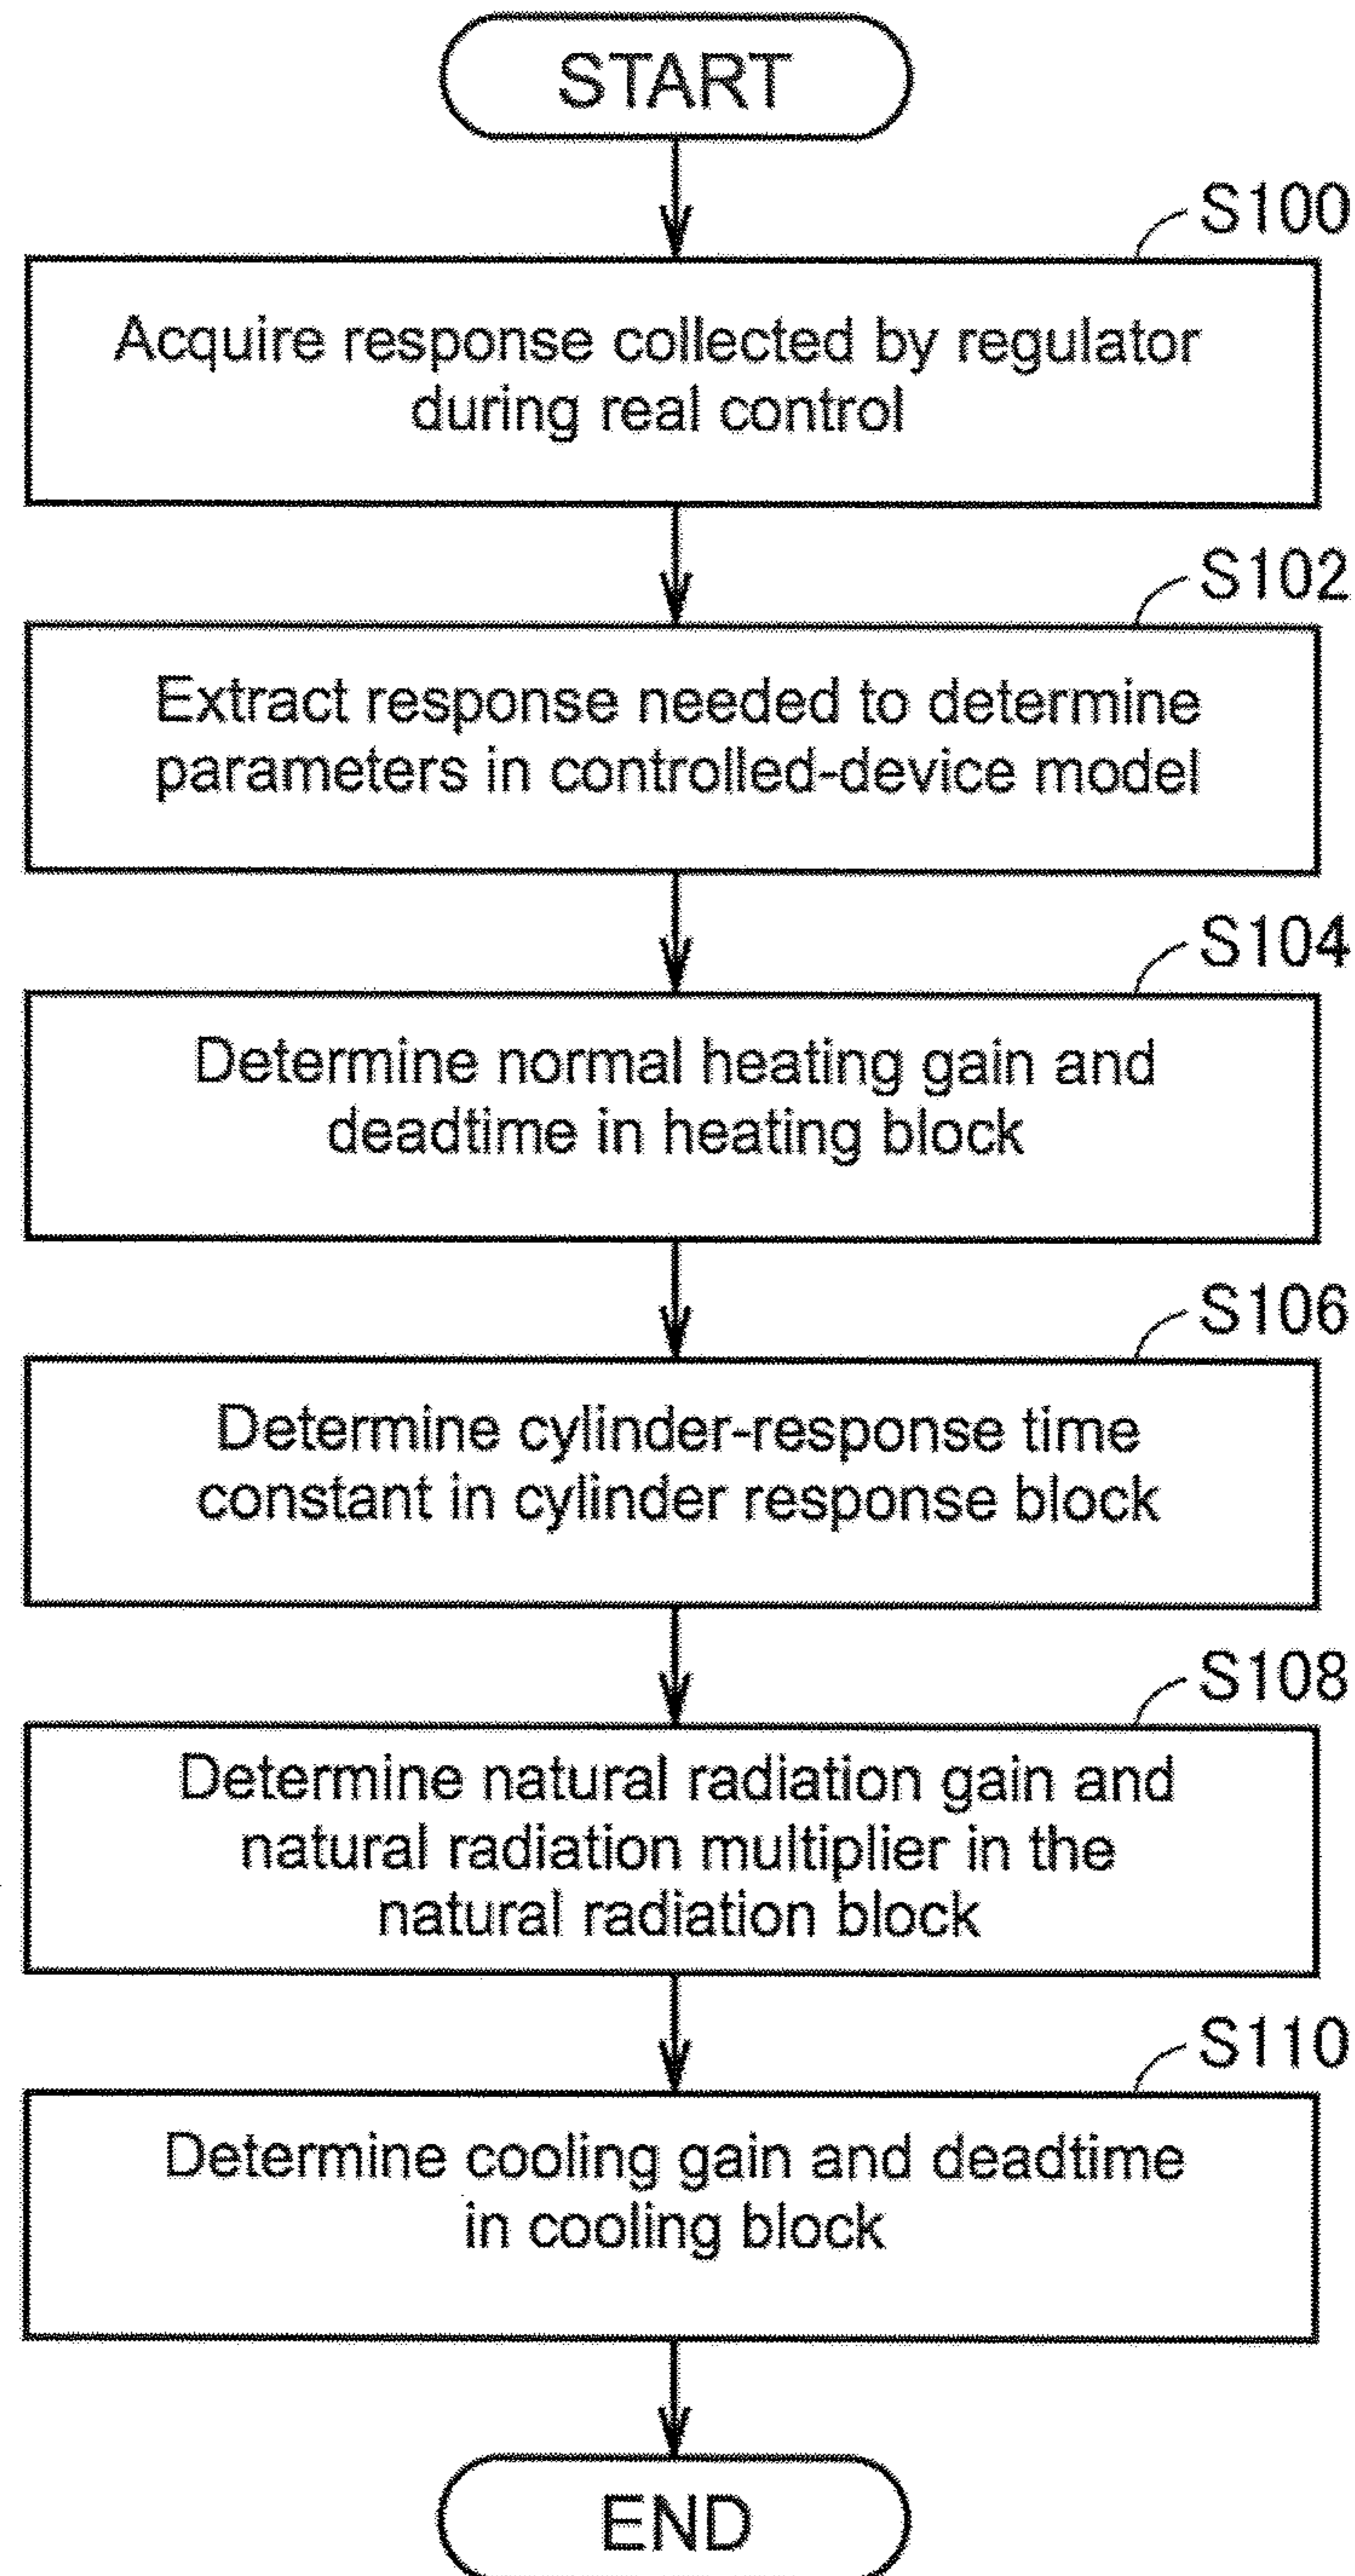 START
S100
Acquire response collected by regulator
during real control
S102
Extract response needed to determine
parameters in controlled-device model
S104
Determine normal heating gain and
deadtime in heating block
S106
Determine cylinder-response time
constant in cylinder response block
S108
Determine natural radiation gain and
natural radiation multiplier in the
natural radiation block
S110
Determine cooling gain and deadtime
in cooling block
END